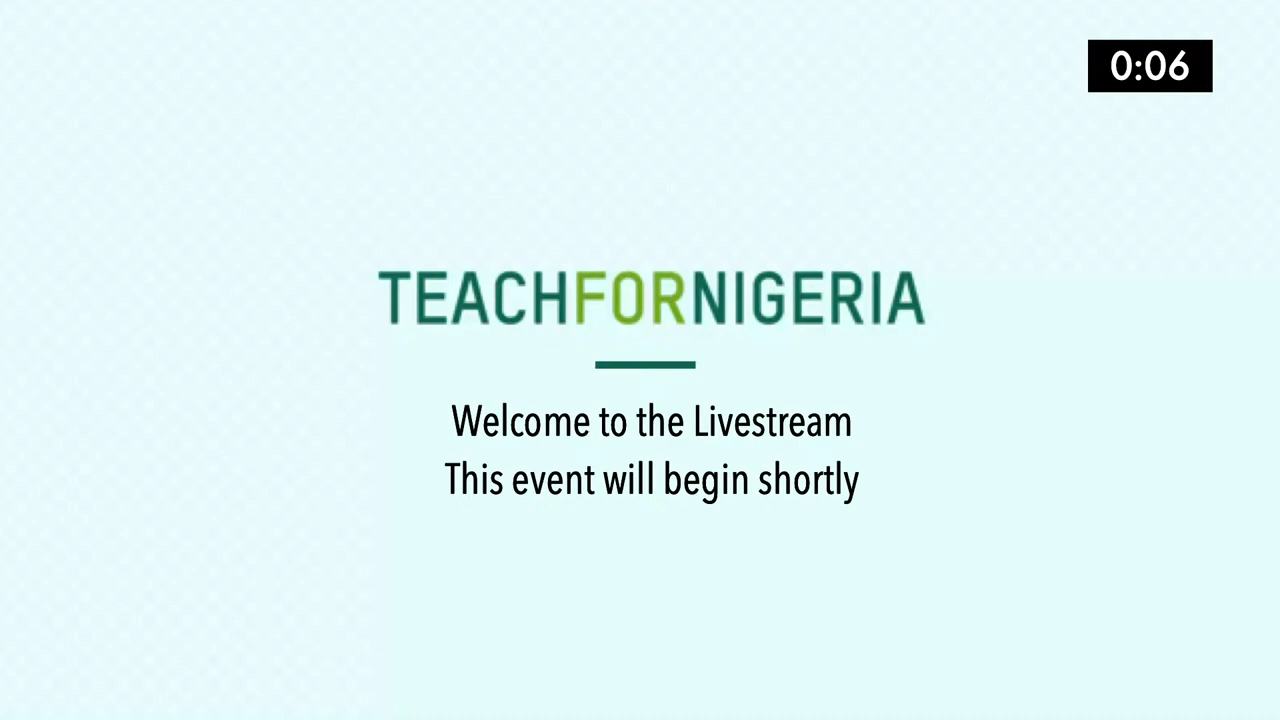 0:06
TEACHFORNIGERIA
Welcome to the Livestream
This event will begin shortly